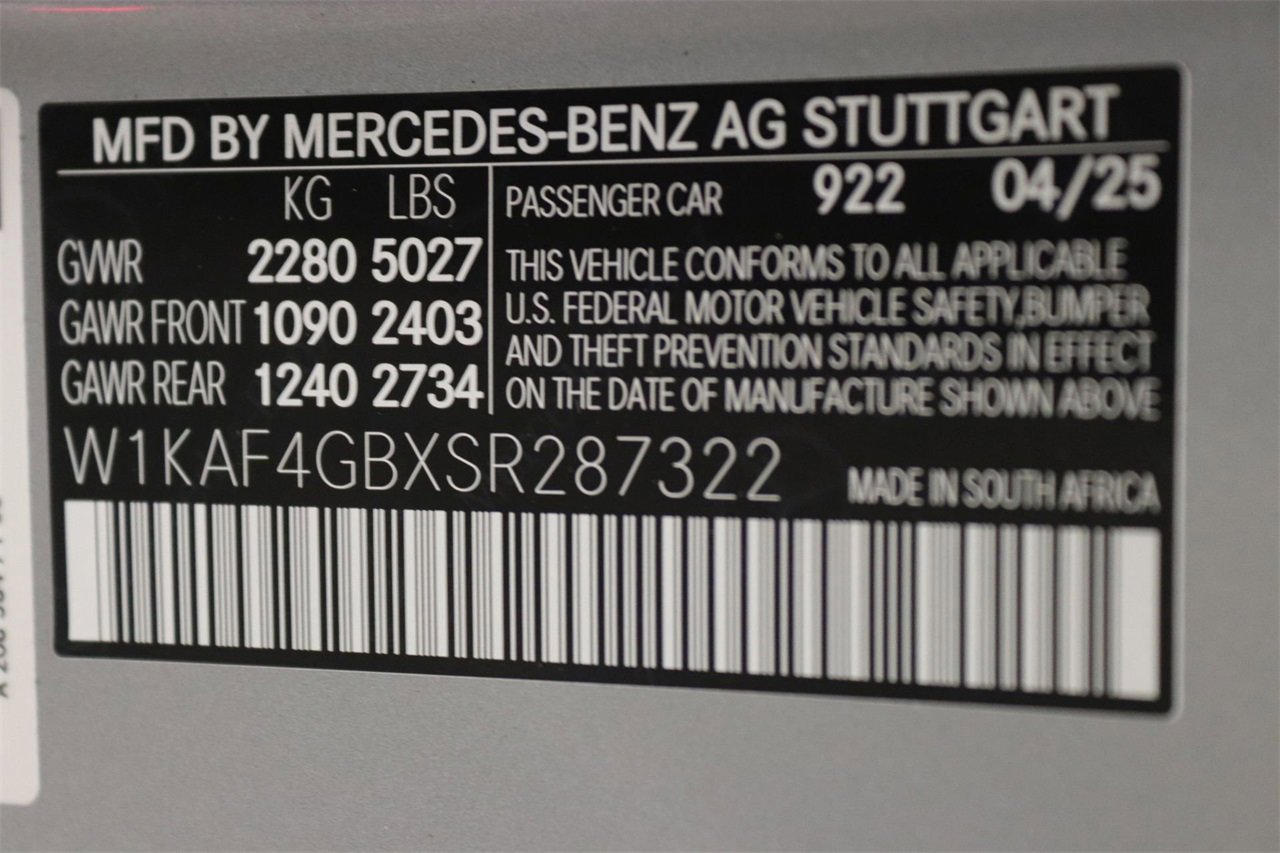 MFD BY MERCEDES-BENZ AG STUTTGART
KG LBS
GVWR 2280 5027
GAWR FRONT 1090 2403
GAWR REAR 1240 2734
PASSENGER CAR 922 04/25
THIS VEHICLE CONFORMS TO ALL APPLICABLE
U.S. FEDERAL MOTOR VEHICLE SAFETY,BUMPER
AND THEFT PREVENTION STANDARDS IN EFFECT
ON THE DATE OF MANUFACTURE SHOWN ABOVE
W1KAF4GBXSR287322
MADE IN SOUTH AFRICA